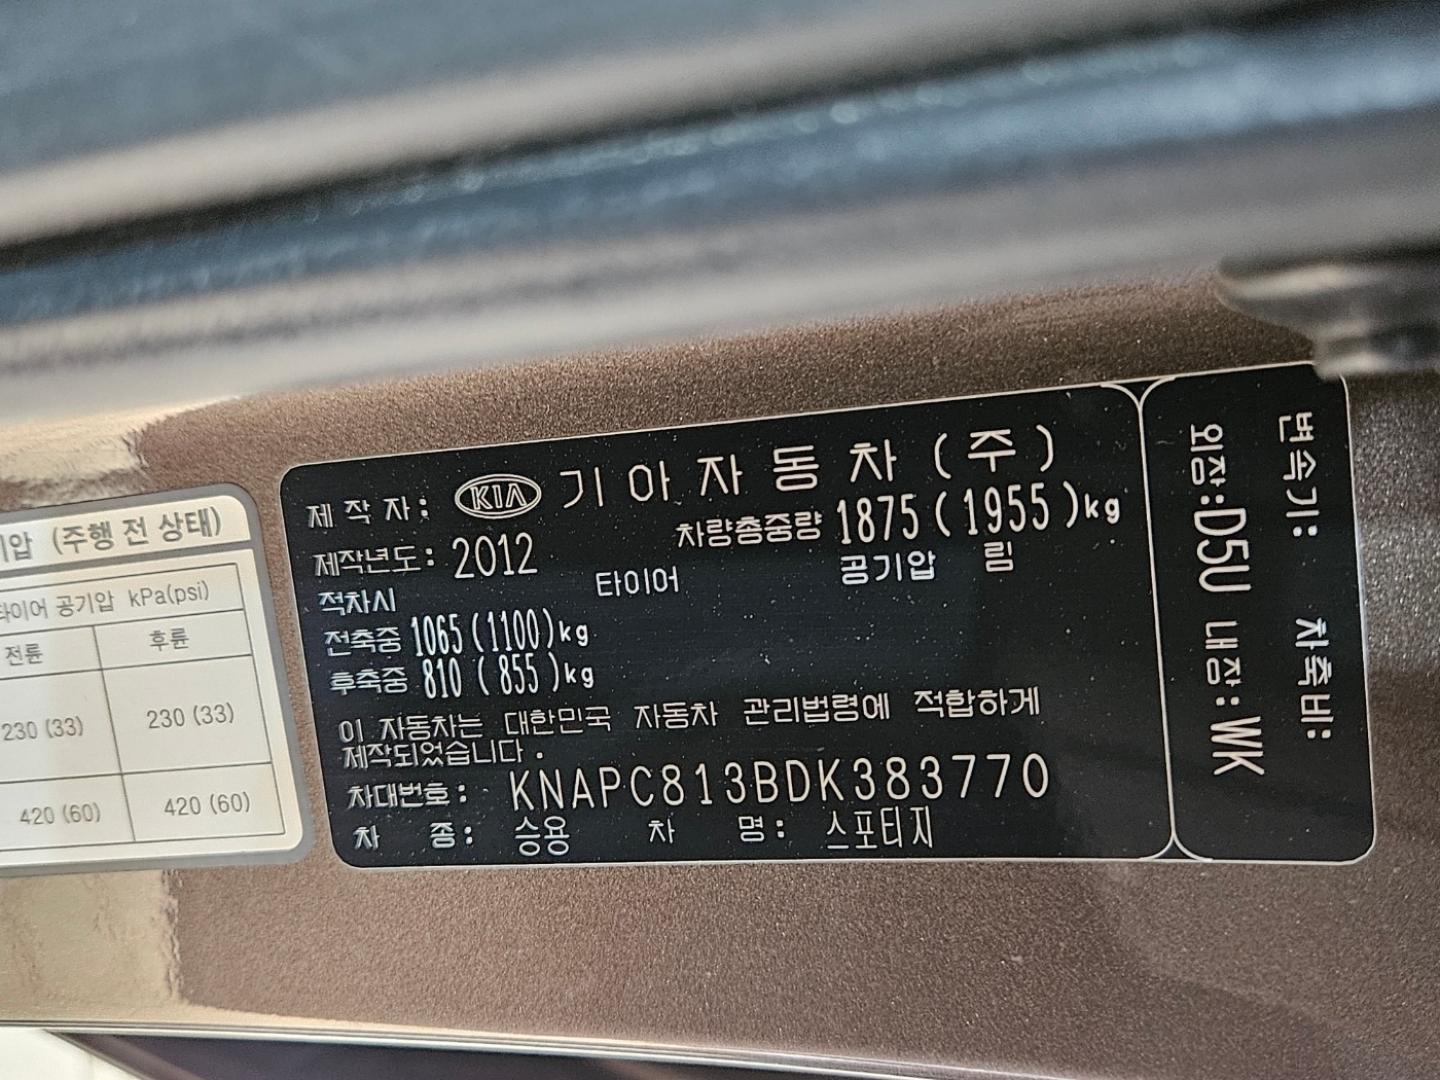 기압 (주행 전 상태)
타이어 공기압 kPa(psi)
전륜 후륜
230 (33) 230 (33)
420 (60) 420 (60)
제 작 자: KIA 기 아 자 동 차 (주)
제작년도: 2012 차량총중량 1875 (1955)kg
적차시 타이어 공기압 림
전축중 1065 (1100)kg
후축중 810 (855)kg
이 자동차는 대한민국 자동차 관리법령에 적합하게
제작되었습니다.
차대번호: KNAPC813BDK383770
차 종: 승용 차 명: 스포티지
변속기: 차축비:
외장:D5U 내장:WK